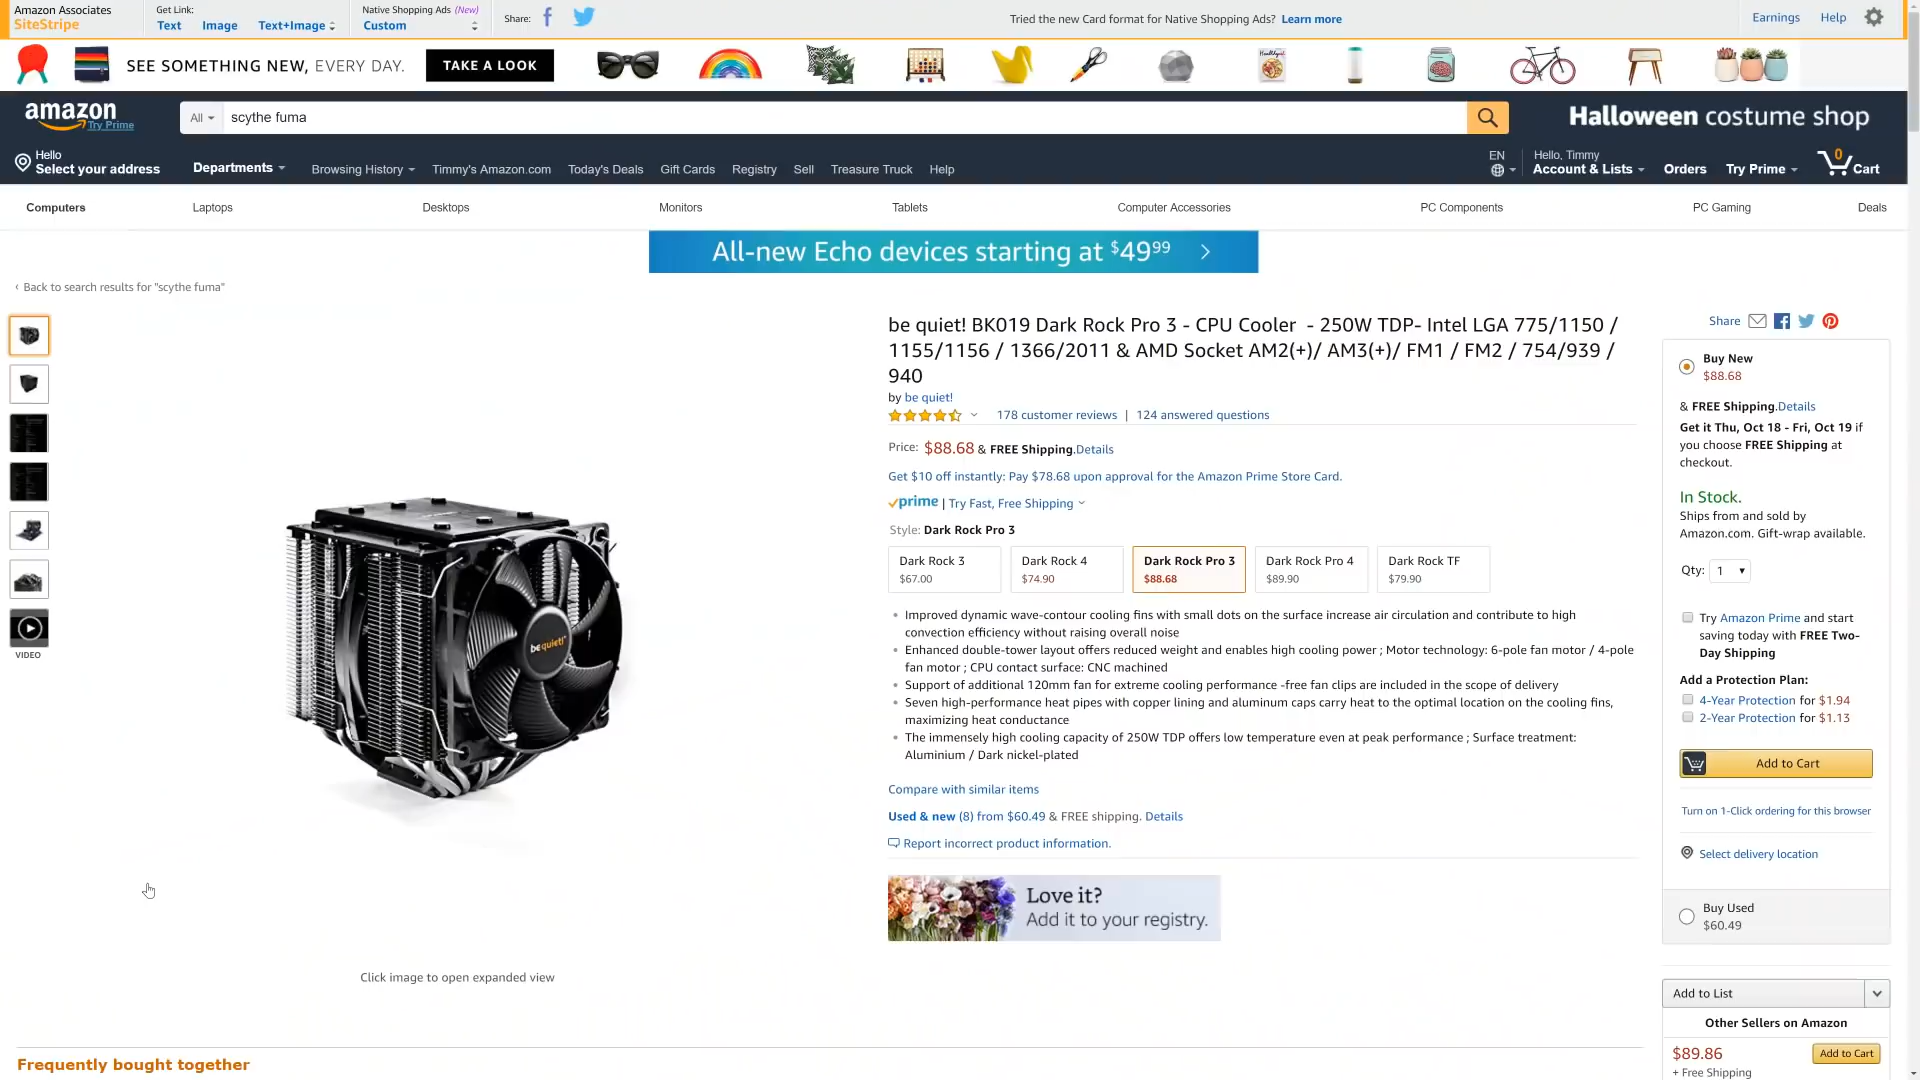 Amazon Associates
SiteStripe
Get Link:
Text Image Text+Image
Native Shopping Ads (New)
Custom
Share:
Tried the new Card format for Native Shopping Ads? Learn more
Earnings Help
SEE SOMETHING NEW, EVERY DAY. TAKE A LOOK
amazon
Try Prime
All
scythe fuma
Halloween costume shop
Hello
Select your address
Departments Browsing History Timmy's Amazon.com Today's Deals Gift Cards Registry Sell Treasure Truck Help
EN
Hello, Timmy
Account & Lists
Orders
Try Prime
0
Cart
Computers Laptops Desktops Monitors Tablets Computer Accessories PC Components PC Gaming Deals
All-new Echo devices starting at $49 99
‹ Back to search results for "scythe fuma"
VIDEO
be quiet!
Click image to open expanded view
be quiet! BK019 Dark Rock Pro 3 - CPU Cooler - 250W TDP- Intel LGA 775/1150 /
1155/1156 / 1366/2011 & AMD Socket AM2(+)/ AM3(+)/ FM1 / FM2 / 754/939 /
940
by be quiet!
178 customer reviews | 124 answered questions
Price: $88.68 & FREE Shipping. Details
Get $10 off instantly: Pay $78.68 upon approval for the Amazon Prime Store Card.
prime | Try Fast, Free Shipping
Style: Dark Rock Pro 3
Dark Rock 3
$67.00
Dark Rock 4
$74.90
Dark Rock Pro 3
$88.68
Dark Rock Pro 4
$89.90
Dark Rock TF
$79.90
• Improved dynamic wave-contour cooling fins with small dots on the surface increase air circulation and contribute to high
convection efficiency without raising overall noise
• Enhanced double-tower layout offers reduced weight and enables high cooling power ; Motor technology: 6-pole fan motor / 4-pole
fan motor ; CPU contact surface: CNC machined
• Support of additional 120mm fan for extreme cooling performance -free fan clips are included in the scope of delivery
• Seven high-performance heat pipes with copper lining and aluminum caps carry heat to the optimal location on the cooling fins,
maximizing heat conductance
• The immensely high cooling capacity of 250W TDP offers low temperature even at peak performance ; Surface treatment:
Aluminium / Dark nickel-plated
Compare with similar items
Used & new (8) from $60.49 & FREE shipping. Details
Report incorrect product information.
Love it?
Add it to your registry.
Share
Buy New
$88.68
& FREE Shipping. Details
Get it Thu, Oct 18 - Fri, Oct 19 if
you choose FREE Shipping at
checkout.
In Stock.
Ships from and sold by
Amazon.com. Gift-wrap available.
Qty: 1
Try Amazon Prime and start
saving today with FREE Two-
Day Shipping
Add a Protection Plan:
4-Year Protection for $1.94
2-Year Protection for $1.13
Add to Cart
Turn on 1-Click ordering for this browser
Select delivery location
Buy Used
$60.49
Add to List
Other Sellers on Amazon
$89.86
Add to Cart
+ Free Shipping
Frequently bought together